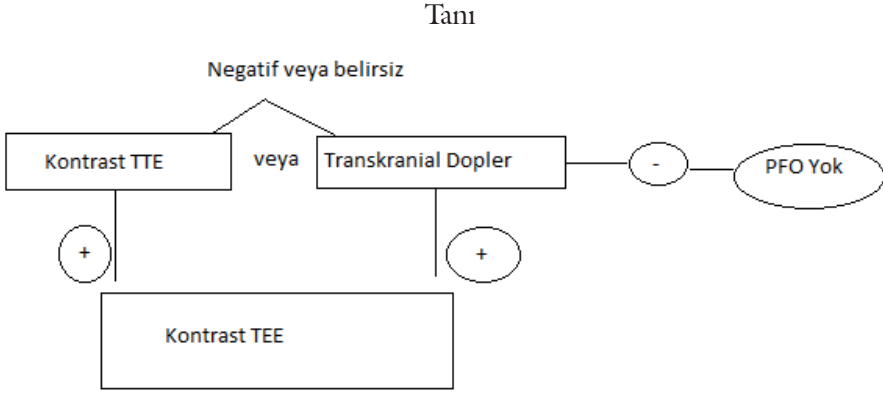 Tanı
Negatif veya belirsiz
Kontrast TTE
veya
Transkranial Dopler
-
PFO Yok
+
+
Kontrast TEE